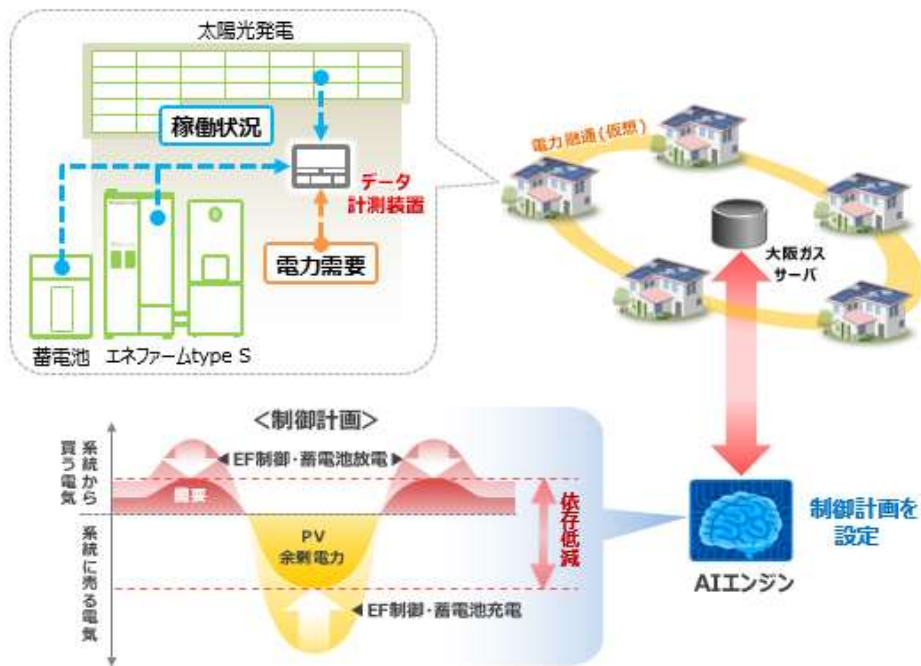 太陽光発電
稼働状況
データ
計測装置
電力需要
蓄電池
エネファームtype S
電力融通(仮想)
大阪ガス
サーバ
<制御計画>
系統から
買う電気
◀EF制御・蓄電池放電▶
需要
PV
余剰電力
依存低減
系統に売る電気
◀EF制御・蓄電池充電
AIエンジン
制御計画を
設定